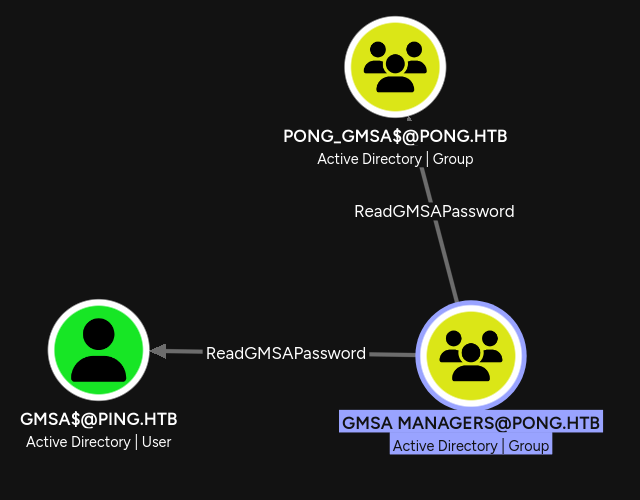 PONG_GMSA$@PONG.HTB
Active Directory | Group
ReadGMSAPassword
ReadGMSAPassword
GMSA$@PING.HTB
Active Directory | User
GMSA MANAGERS@PONG.HTB
Active Directory | Group